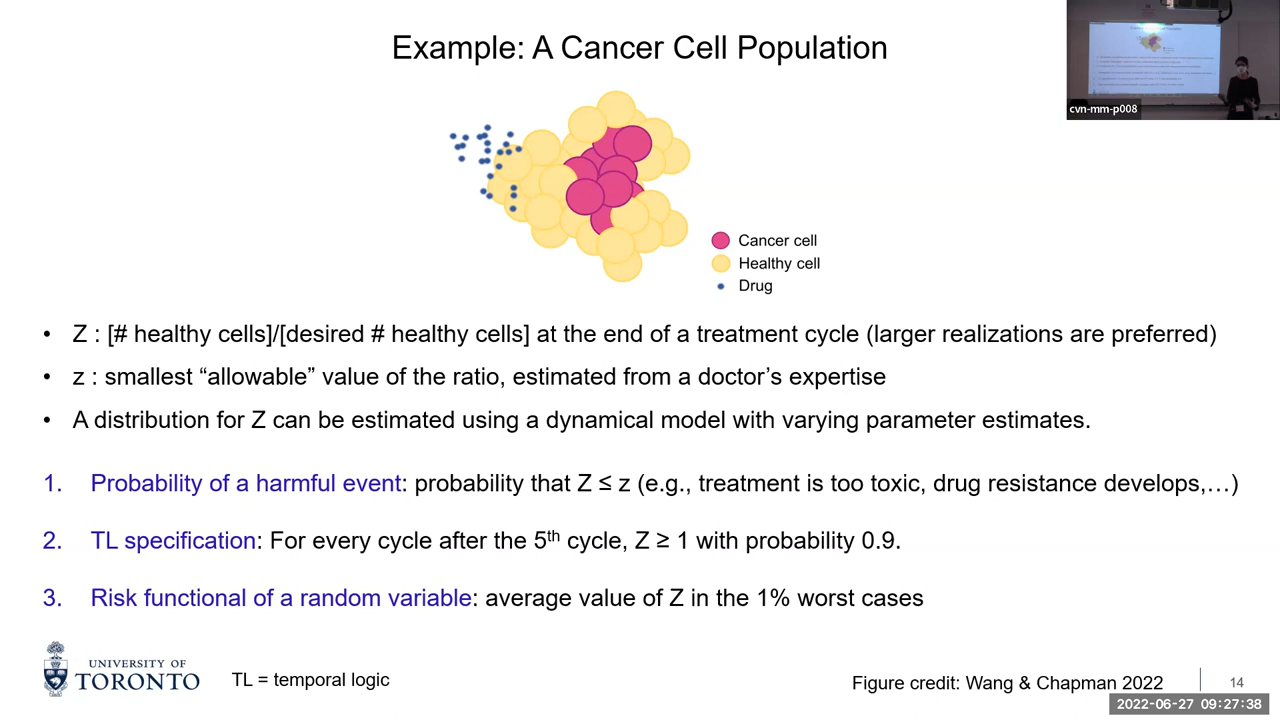 Example: A Cancer Cell Population
cvn-mm-p008
Cancer cell
Healthy cell
Drug
• Z : [# healthy cells]/[desired # healthy cells] at the end of a treatment cycle (larger realizations are preferred)
• z : smallest “allowable” value of the ratio, estimated from a doctor’s expertise
• A distribution for Z can be estimated using a dynamical model with varying parameter estimates.
1. Probability of a harmful event: probability that Z ≤ z (e.g., treatment is too toxic, drug resistance develops,…)
2. TL specification: For every cycle after the 5th cycle, Z ≥ 1 with probability 0.9.
3. Risk functional of a random variable: average value of Z in the 1% worst cases
UNIVERSITY OF
TORONTO
TL = temporal logic
Figure credit: Wang & Chapman 2022
14
2022-06-27 09:27:38